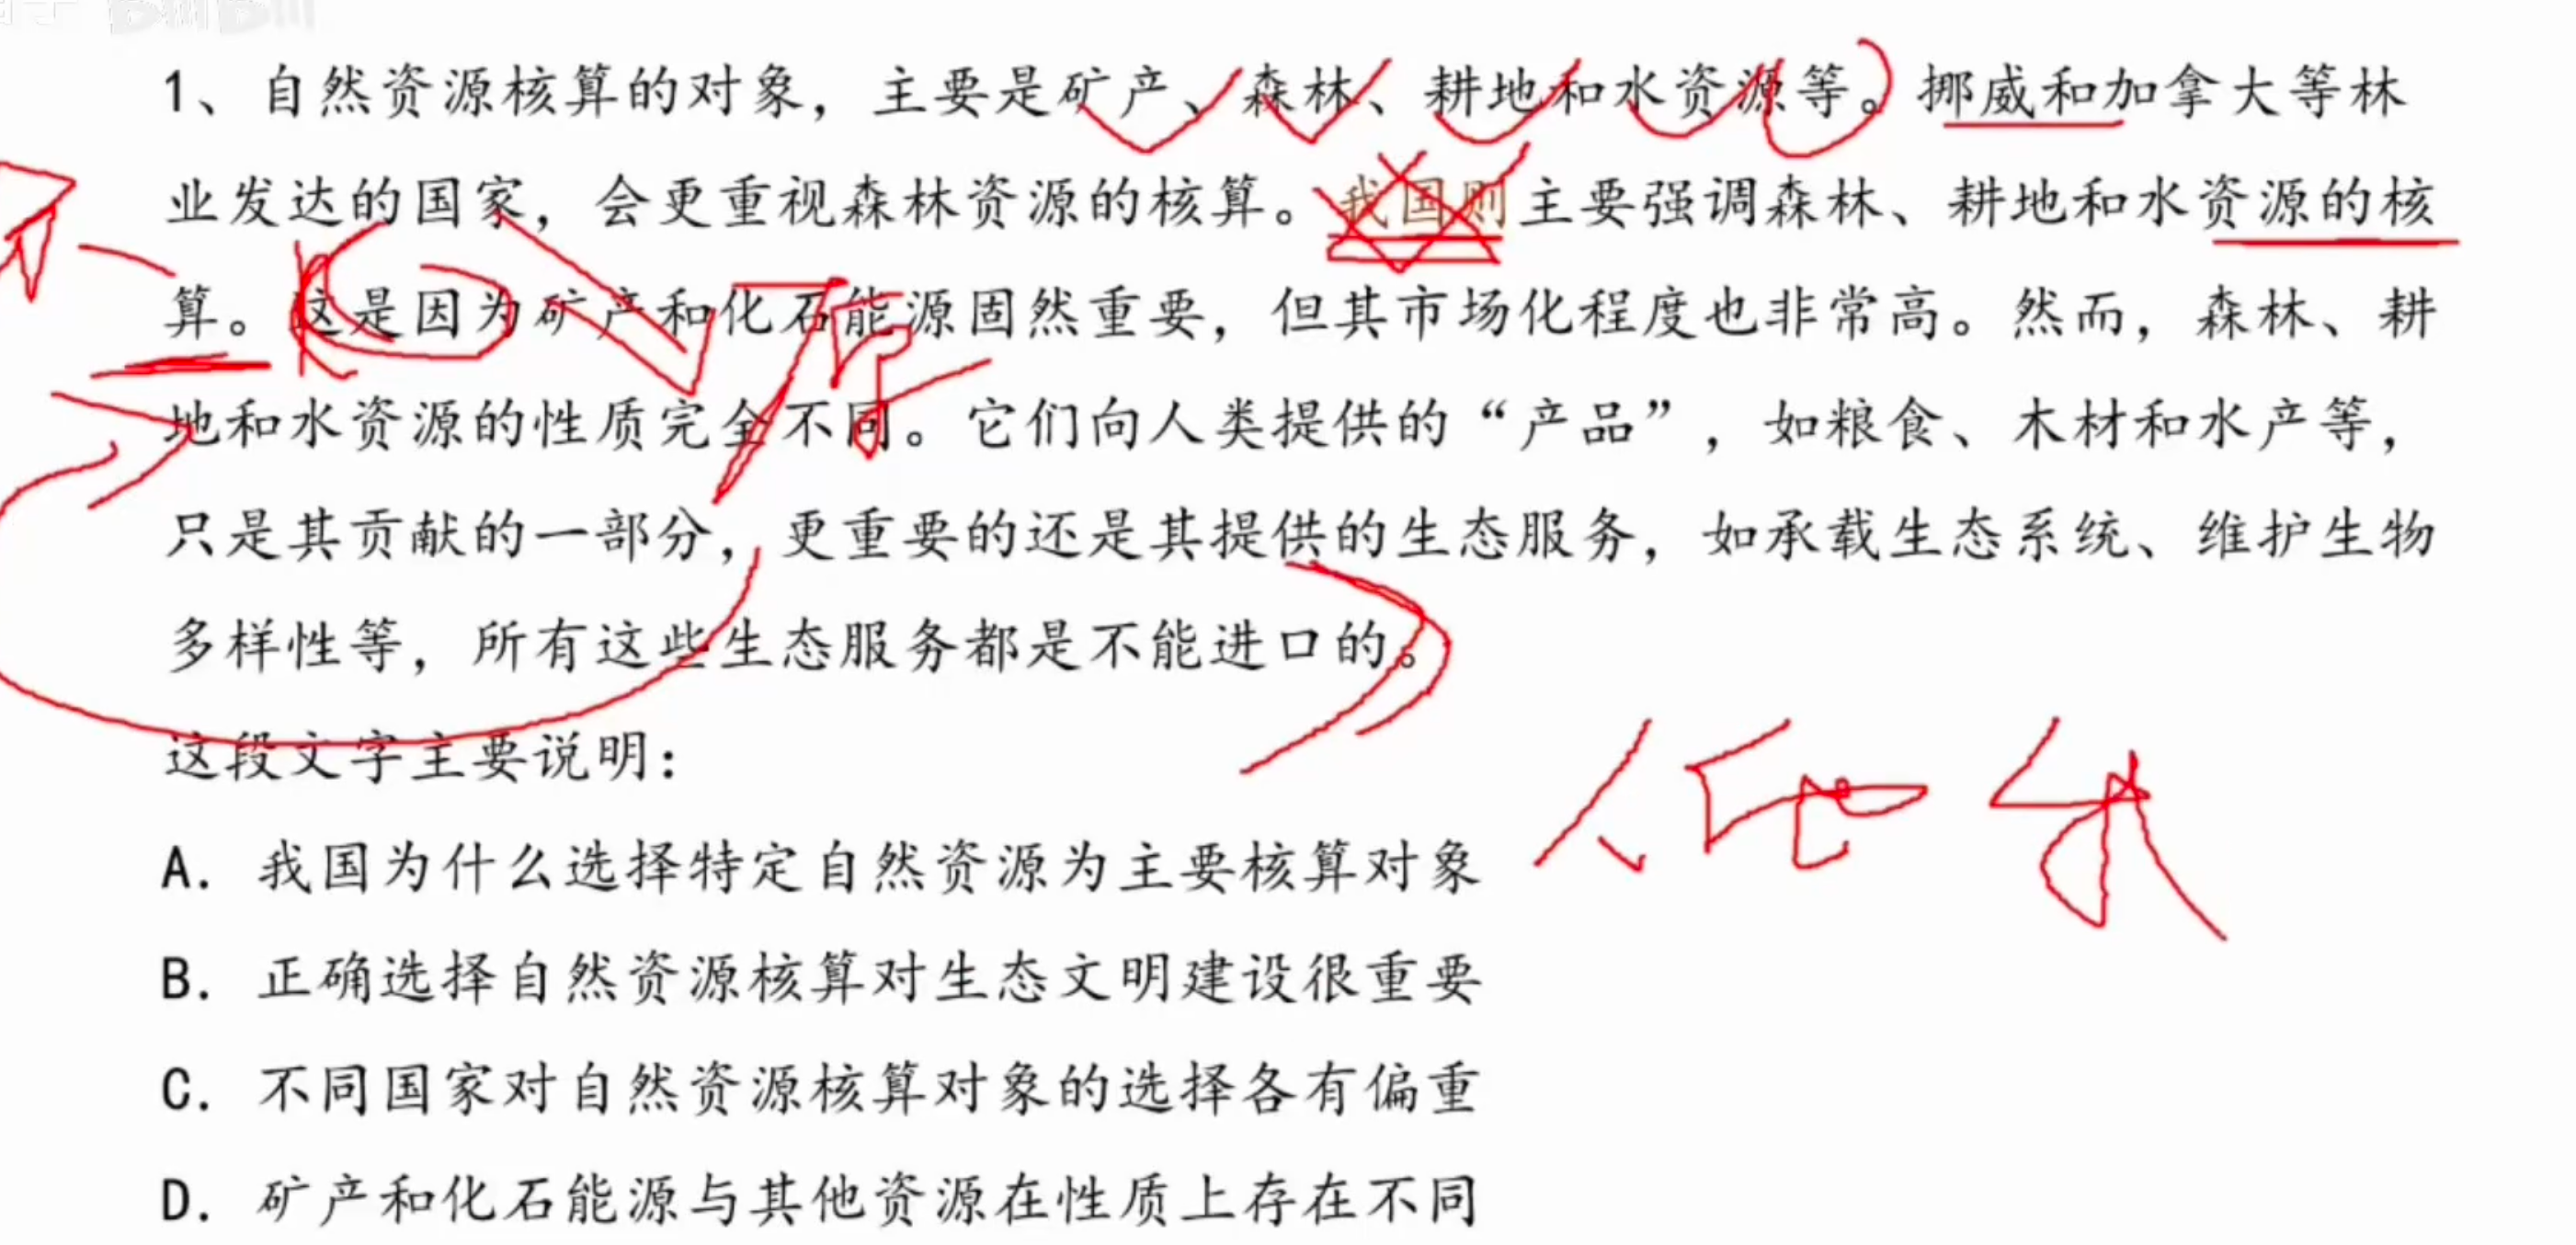 1、自然资源核算的对象，主要是矿产、森林、耕地和水资源等。挪威和加拿大等林
业发达的国家，会更重视森林资源的核算。我国则主要强调森林、耕地和水资源的核
算。这是因为矿产和化石能源固然重要，但其市场化程度也非常高。然而，森林、耕
地和水资源的性质完全不同。它们向人类提供的“产品”，如粮食、木材和水产等，
只是其贡献的一部分，更重要的还是其提供的生态服务，如承载生态系统、维护生物
多样性等，所有这些生态服务都是不能进口的。
这段文字主要说明：
A. 我国为什么选择特定自然资源为主要核算对象
B. 正确选择自然资源核算对生态文明建设很重要
C. 不同国家对自然资源核算对象的选择各有偏重
D. 矿产和化石能源与其他资源在性质上存在不同